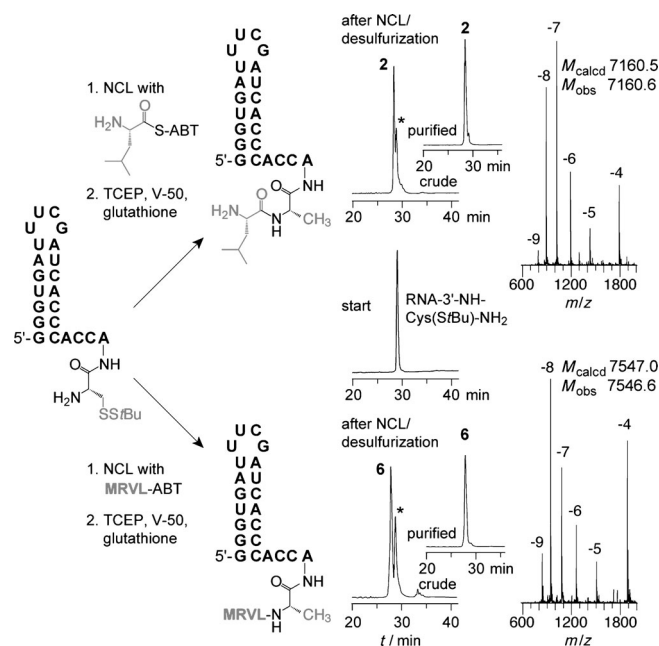 U C
U G
U A
A U
G C
U A
G C
G C
5'-G CACCA
NH
O
H₂N
SStBu
1. NCL with
O
H₂N
S-ABT
2. TCEP, V-50,
glutathione
U C
U G
U A
A U
G C
U A
G C
G C
5'-G CACCA
NH
O
H₂N
O
N
H
CH₃
1. NCL with
MRVL-ABT
2. TCEP, V-50,
glutathione
U C
U G
U A
A U
G C
U A
G C
G C
5'-G CACCA
NH
O
MRVL-N
H
CH₃
after NCL/
desulfurization
2
*
2
purified
20 30 min
crude
20 30 40 min
start
RNA-3'-NH-
Cys(StBu)-NH₂
20 30 40 min
after NCL/
desulfurization
6
*
6
purified
20 30 min
crude
20 30 40
t / min
-7
-8
-6
-4
-5
-9
Mcalcd 7160.5
Mobs 7160.6
600 1200 1800
m/z
-8
-4
-7
-6
-9
-5
Mcalcd 7547.0
Mobs 7546.6
600 1200 1800
m/z